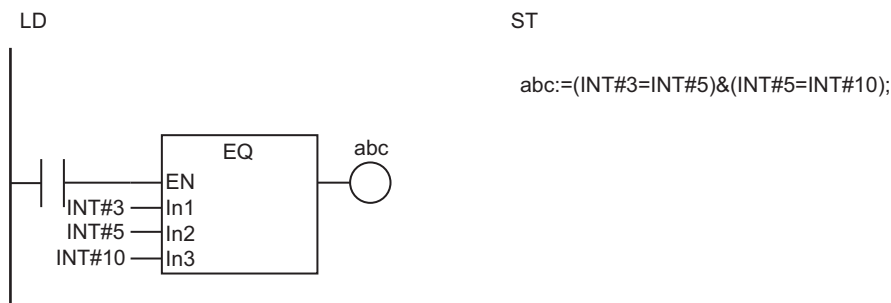 LD
ST
abc:=(INT#3=INT#5)&(INT#5=INT#10);
EQ
abc
EN
INT#3 In1
INT#5 In2
INT#10 In3